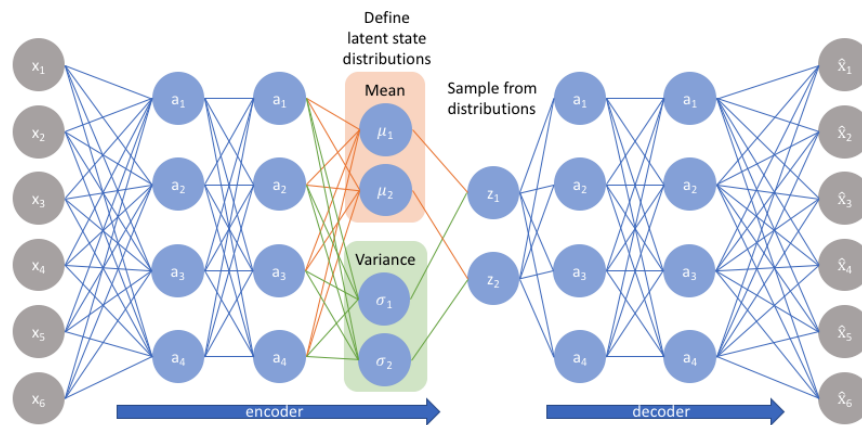 Define
latent state
distributions
Mean
Sample from
distributions
Variance
x₁
x₂
x₃
x₄
x₅
x₆
a₁
a₂
a₃
a₄
a₁
a₂
a₃
a₄
μ₁
μ₂
σ₁
σ₂
z₁
z₂
a₁
a₂
a₃
a₄
a₁
a₂
a₃
a₄
x̂₁
x̂₂
x̂₃
x̂₄
x̂₅
x̂₆
encoder
decoder